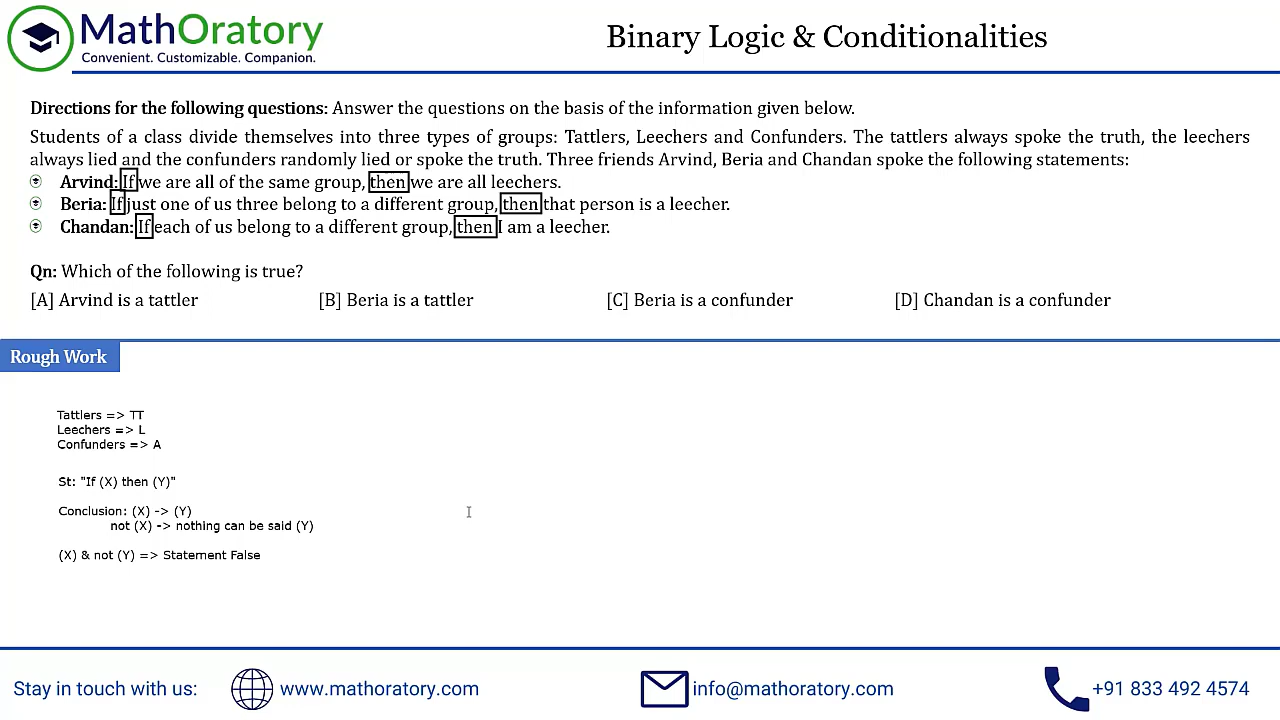 MathOratory
Convenient. Customizable. Companion.
Binary Logic & Conditionalities
Directions for the following questions: Answer the questions on the basis of the information given below.
Students of a class divide themselves into three types of groups: Tattlers, Leechers and Confunders. The tattlers always spoke the truth, the leechers
always lied and the confunders randomly lied or spoke the truth. Three friends Arvind, Beria and Chandan spoke the following statements:
Arvind: If we are all of the same group, then we are all leechers.
Beria: If just one of us three belong to a different group, then that person is a leecher.
Chandan: If each of us belong to a different group, then I am a leecher.
Qn: Which of the following is true?
[A] Arvind is a tattler [B] Beria is a tattler [C] Beria is a confunder [D] Chandan is a confunder
Rough Work
Tattlers => TT
Leechers => L
Confunders => A
St: "If (X) then (Y)"
Conclusion: (X) -> (Y)
not (X) -> nothing can be said (Y)
(X) & not (Y) => Statement False
Stay in touch with us: www.mathoratory.com info@mathoratory.com +91 833 492 4574